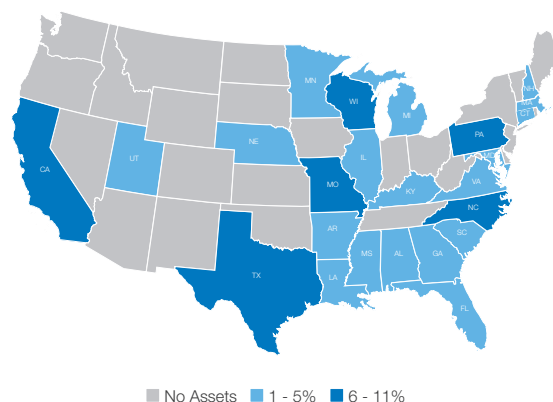 MN
WI
MI
NH
MA
CT
PA
NE
IL
UT
CA
MO
KY
VA
NC
AR
SC
MS
AL
GA
TX
LA
FL
No Assets
1 - 5%
6 - 11%